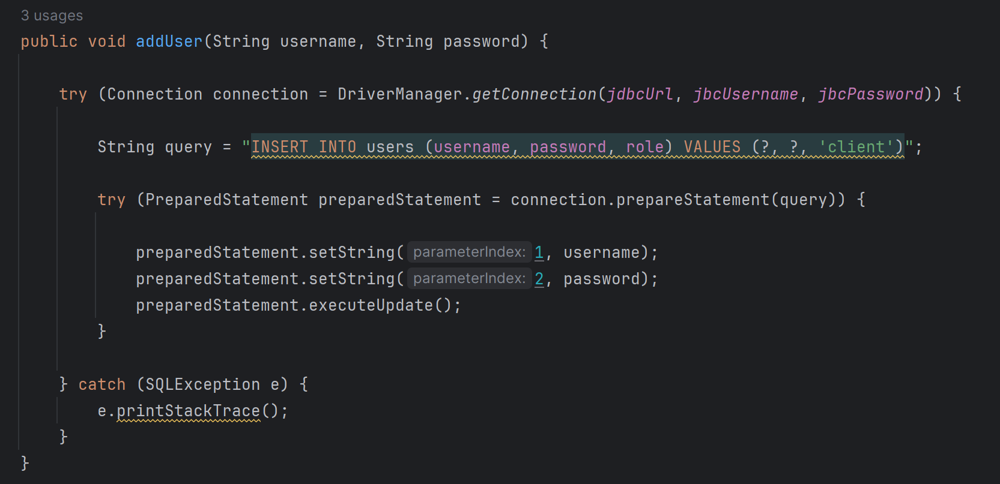 3 usages
public void addUser(String username, String password) {
try (Connection connection = DriverManager.getConnection(jdbcUrl, jbcUsername, jbcPassword)) {
String query = "INSERT INTO users (username, password, role) VALUES (?, ?, 'client')";
try (PreparedStatement preparedStatement = connection.prepareStatement(query)) {
preparedStatement.setString( parameterIndex: 1, username);
preparedStatement.setString( parameterIndex: 2, password);
preparedStatement.executeUpdate();
}
} catch (SQLException e) {
e.printStackTrace();
}
}